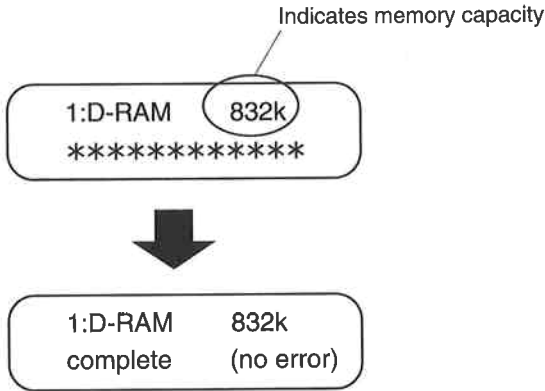 Indicates memory capacity
1:D-RAM 832k
************
1:D-RAM 832k
complete (no error)